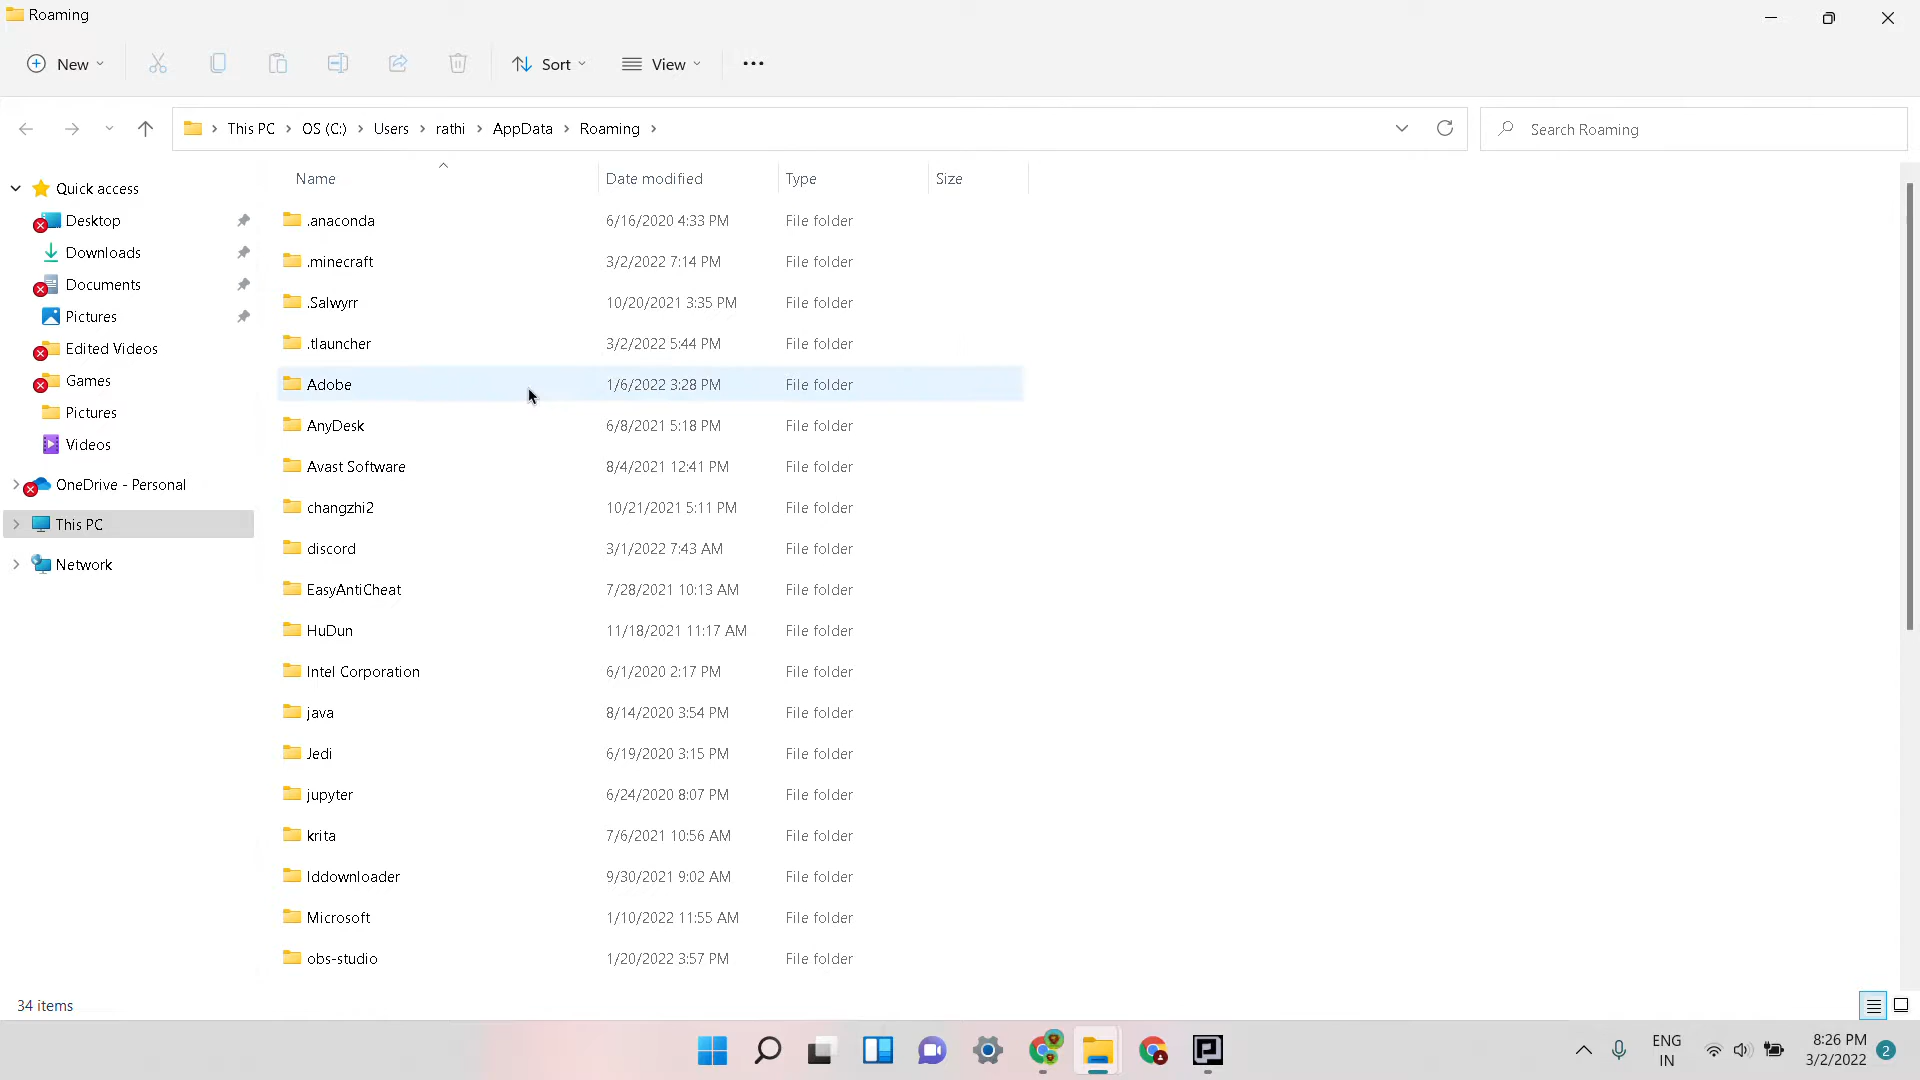 Roaming
New
Sort
View
This PC
OS (C:)
Users
rathi
AppData
Roaming
Search Roaming
Name Date modified Type Size
Quick access
Desktop
Downloads
Documents
Pictures
Edited Videos
Games
Pictures
Videos
OneDrive - Personal
This PC
Network
.anaconda 6/16/2020 4:33 PM File folder
.minecraft 3/2/2022 7:14 PM File folder
.Salwyrr 10/20/2021 3:35 PM File folder
.tlauncher 3/2/2022 5:44 PM File folder
Adobe 1/6/2022 3:28 PM File folder
AnyDesk 6/8/2021 5:18 PM File folder
Avast Software 8/4/2021 12:41 PM File folder
changzhi2 10/21/2021 5:11 PM File folder
discord 3/1/2022 7:43 AM File folder
EasyAntiCheat 7/28/2021 10:13 AM File folder
HuDun 11/18/2021 11:17 AM File folder
Intel Corporation 6/1/2020 2:17 PM File folder
java 8/14/2020 3:54 PM File folder
Jedi 6/19/2020 3:15 PM File folder
jupyter 6/24/2020 8:07 PM File folder
krita 7/6/2021 10:56 AM File folder
lddownloader 9/30/2021 9:02 AM File folder
Microsoft 1/10/2022 11:55 AM File folder
obs-studio 1/20/2022 3:57 PM File folder
34 items
ENG
IN
8:26 PM
3/2/2022
2